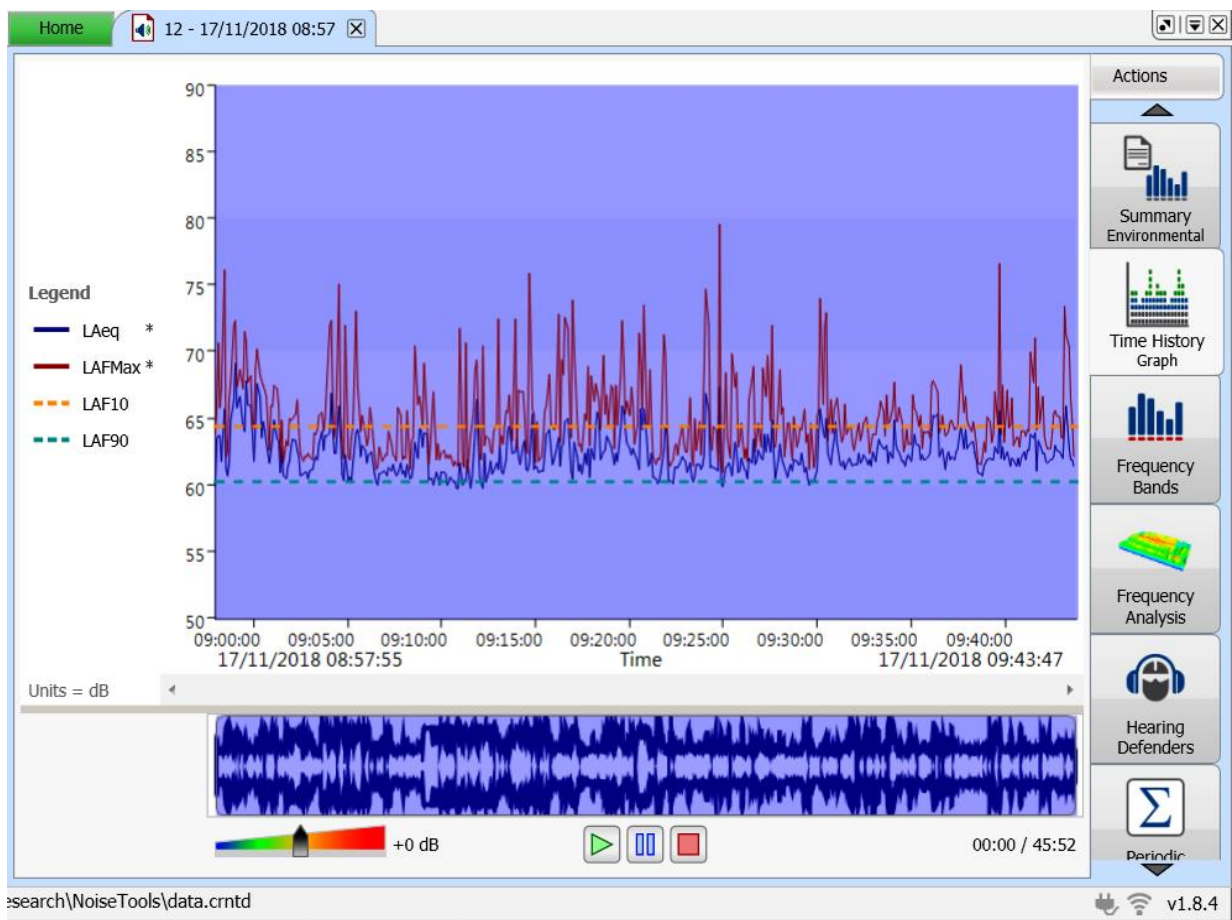 Home
12 - 17/11/2018 08:57
Actions
90
85
80
75
70
65
60
55
50
Legend
LAeq *
LAFMax *
LAF10
LAF90
09:00:00 09:05:00 09:10:00 09:15:00 09:20:00 09:25:00 09:30:00 09:35:00 09:40:00
17/11/2018 08:57:55 Time 17/11/2018 09:43:47
Units = dB
+0 dB
00:00 / 45:52
Summary
Environmental
Time History
Graph
Frequency
Bands
Frequency
Analysis
Hearing
Defenders
Σ
Periodic
esearch\NoiseTools\data.crntd
v1.8.4